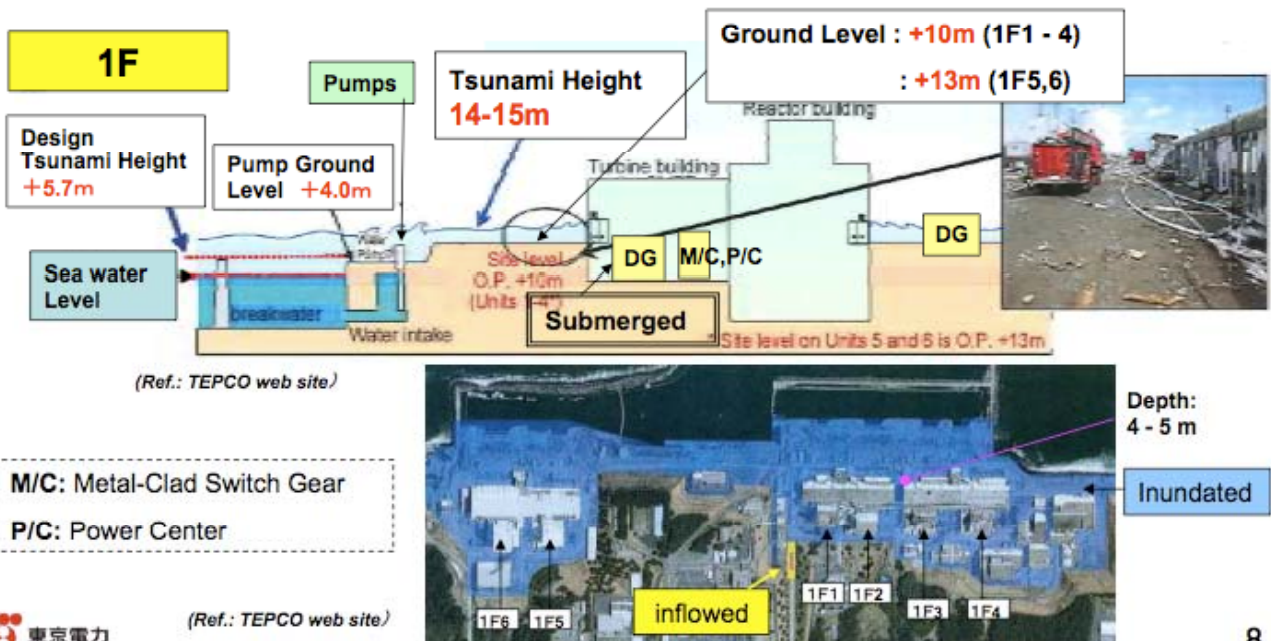 1F
Pumps
Tsunami Height
14-15m
Ground Level : +10m (1F1 - 4)
: +13m (1F5,6)
Design
Tsunami Height
+5.7m
Pump Ground
Level +4.0m
Reactor building
Turbine building
Sea water
Level
Site level
O.P. +10m
(Units 1-4*)
DG
M/C,P/C
DG
breakwater
Water intake
Submerged
* Site level on Units 5 and 6 is O.P. +13m
(Ref.: TEPCO web site)
Depth:
4 - 5 m
M/C: Metal-Clad Switch Gear
P/C: Power Center
Inundated
1F6
1F5
inflowed
1F1
1F2
1F3
1F4
東京電力
(Ref.: TEPCO web site)
8